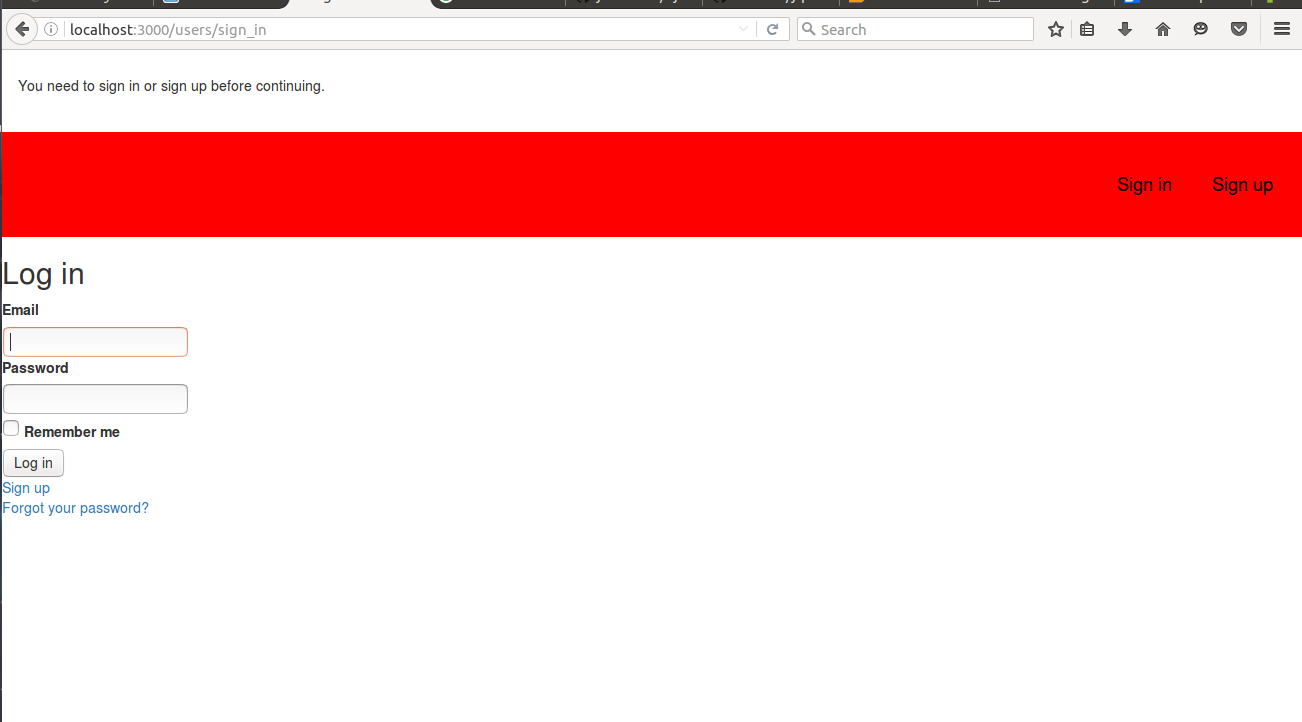 localhost:3000/users/sign_in
Search
You need to sign in or sign up before continuing.
Sign in Sign up
Log in
Email
Password
Remember me
Log in
Sign up
Forgot your password?